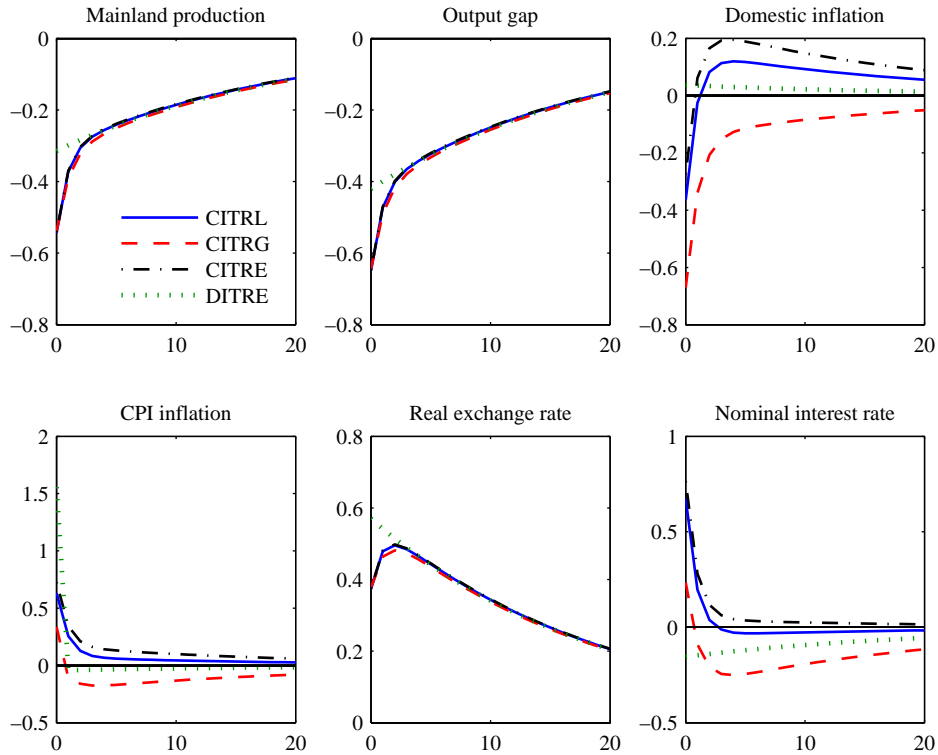 Mainland production
0
−0.2
−0.4
−0.6
−0.8
0 10 20
CITRL
CITRG
CITRE
DITRE
Output gap
0
−0.2
−0.4
−0.6
−0.8
0 10 20
Domestic inflation
0.2
0
−0.2
−0.4
−0.6
−0.8
0 10 20
CPI inflation
2
1.5
1
0.5
0
−0.5
0 10 20
Real exchange rate
0.8
0.6
0.4
0.2
0
0 10 20
Nominal interest rate
1
0.5
0
−0.5
0 10 20